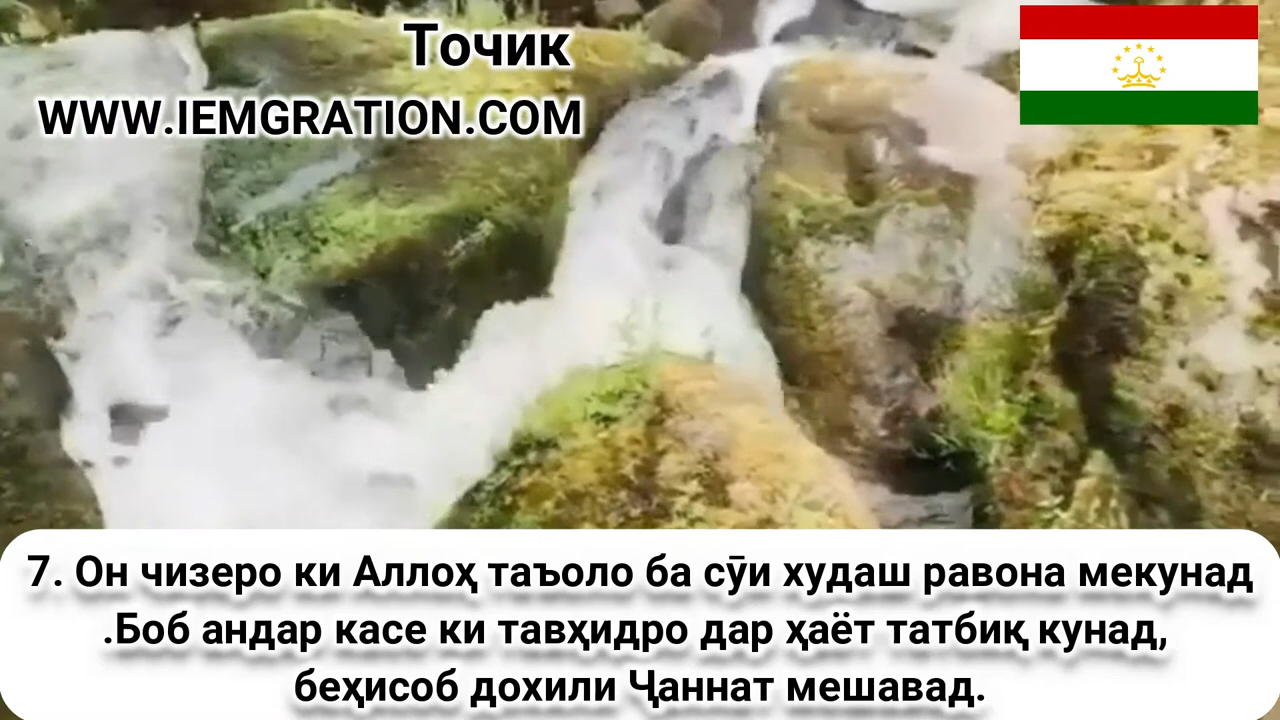 Точик
WWW.IEMGRATION.COM
7. Он чизеро ки Аллоҳ таъоло ба сӯи худаш равона мекунад
.Боб андар касе ки тавҳидро дар ҳаёт татбиқ кунад,
беҳисоб дохили Ҷаннат мешавад.